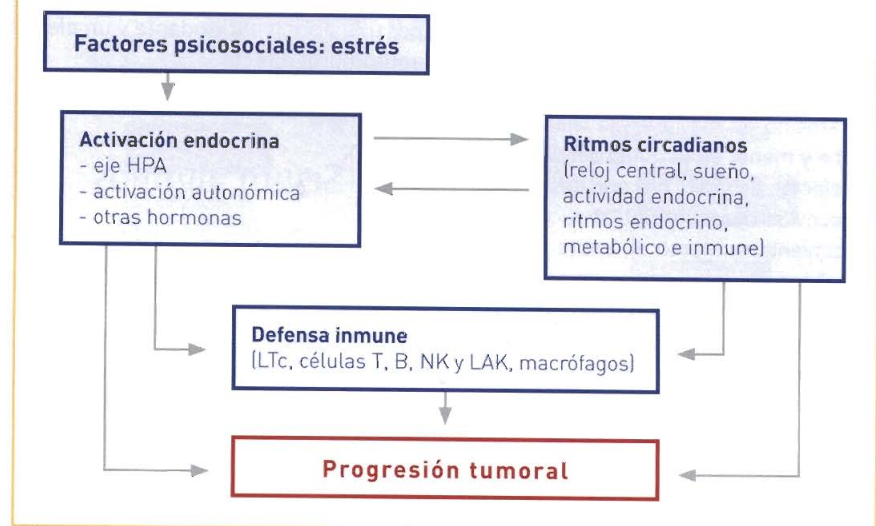 Factores psicosociales: estrés
Activación endocrina
- eje HPA
- activación autonómica
- otras hormonas
Ritmos circadianos
(reloj central, sueño,
actividad endocrina,
ritmos endocrino,
metabólico e inmune)
Defensa inmune
(LTc, células T, B, NK y LAK, macrófagos)
Progresión tumoral